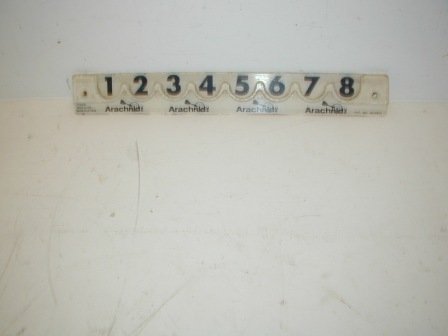 1 2 3 4 5 6 7 8
Arachnid Arachnid Arachnid Arachnid